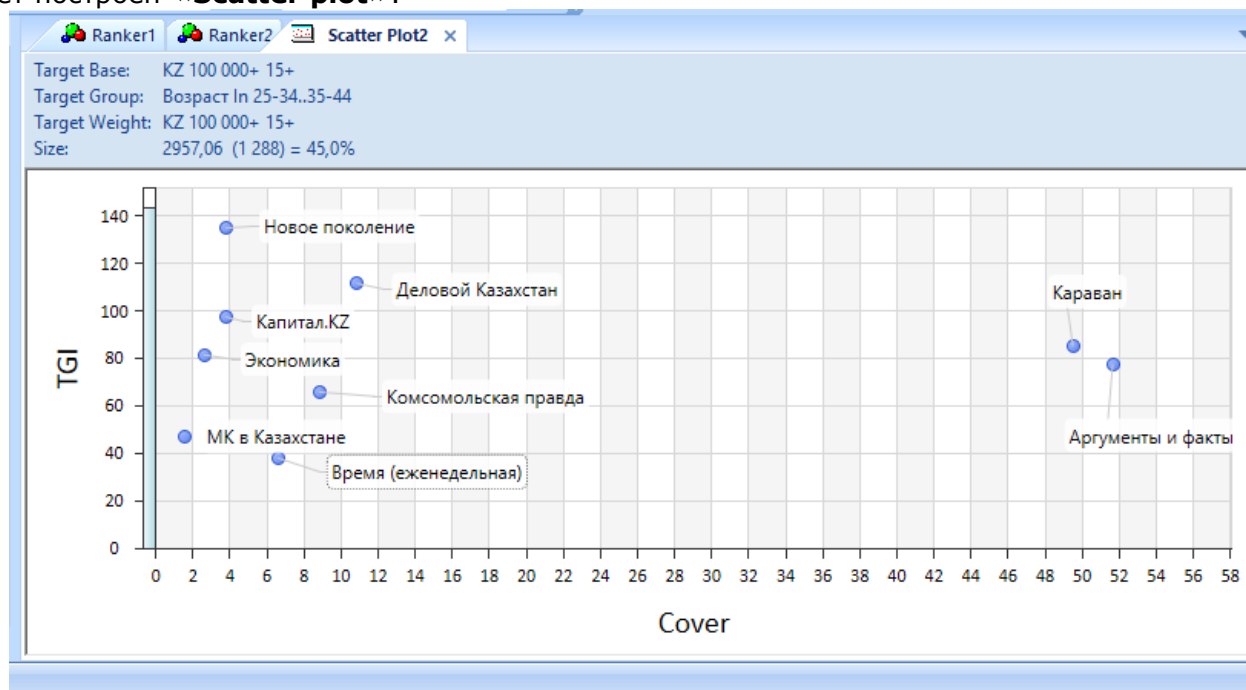 ет построен «Scatter plot».
Ranker1 Ranker2 Scatter Plot2 ×
Target Base: KZ 100 000+ 15+
Target Group: Возраст In 25-34..35-44
Target Weight: KZ 100 000+ 15+
Size: 2957,06 (1 288) = 45,0%
140
Новое поколение
120
Деловой Казахстан
Караван
100
Капитал.KZ
80
Экономика
TGI
60
Комсомольская правда
МК в Казахстане
Аргументы и факты
40
Время (еженедельная)
20
0
0 2 4 6 8 10 12 14 16 18 20 22 24 26 28 30 32 34 36 38 40 42 44 46 48 50 52 54 56 58
Cover